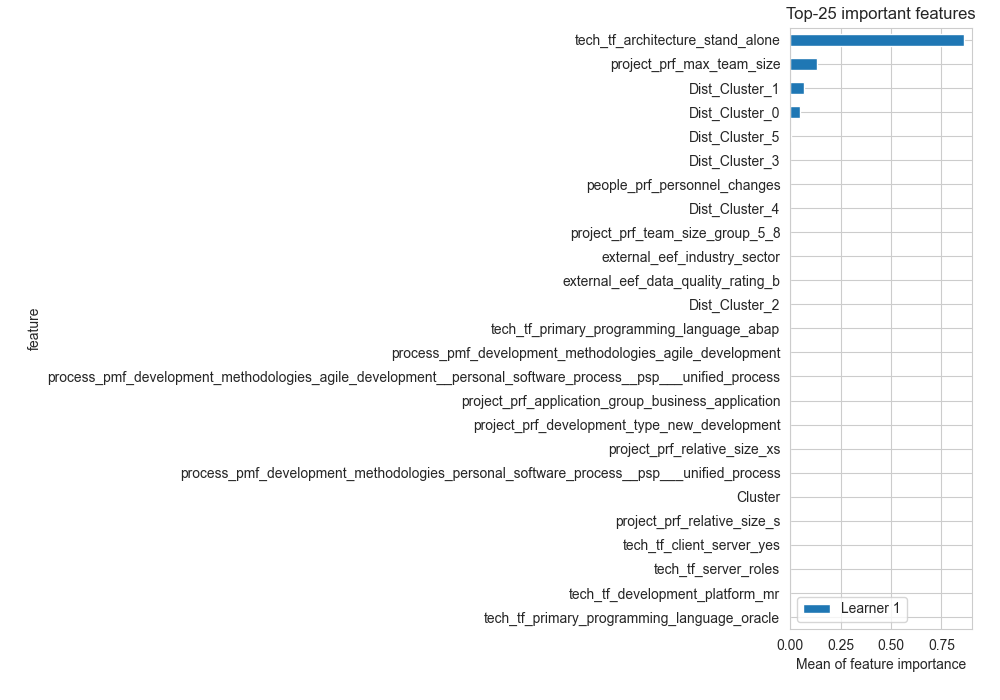 Top-25 important features
tech_tf_architecture_stand_alone
project_prf_max_team_size
Dist_Cluster_1
Dist_Cluster_0
Dist_Cluster_5
Dist_Cluster_3
people_prf_personnel_changes
Dist_Cluster_4
project_prf_team_size_group_5_8
external_eef_industry_sector
external_eef_data_quality_rating_b
Dist_Cluster_2
tech_tf_primary_programming_language_abap
process_pmf_development_methodologies_agile_development
process_pmf_development_methodologies_agile_development__personal_software_process__psp___unified_process
project_prf_application_group_business_application
project_prf_development_type_new_development
project_prf_relative_size_xs
process_pmf_development_methodologies_personal_software_process__psp___unified_process
Cluster
project_prf_relative_size_s
tech_tf_client_server_yes
tech_tf_server_roles
tech_tf_development_platform_mr
tech_tf_primary_programming_language_oracle
feature
Learner 1
0.00 0.25 0.50 0.75
Mean of feature importance